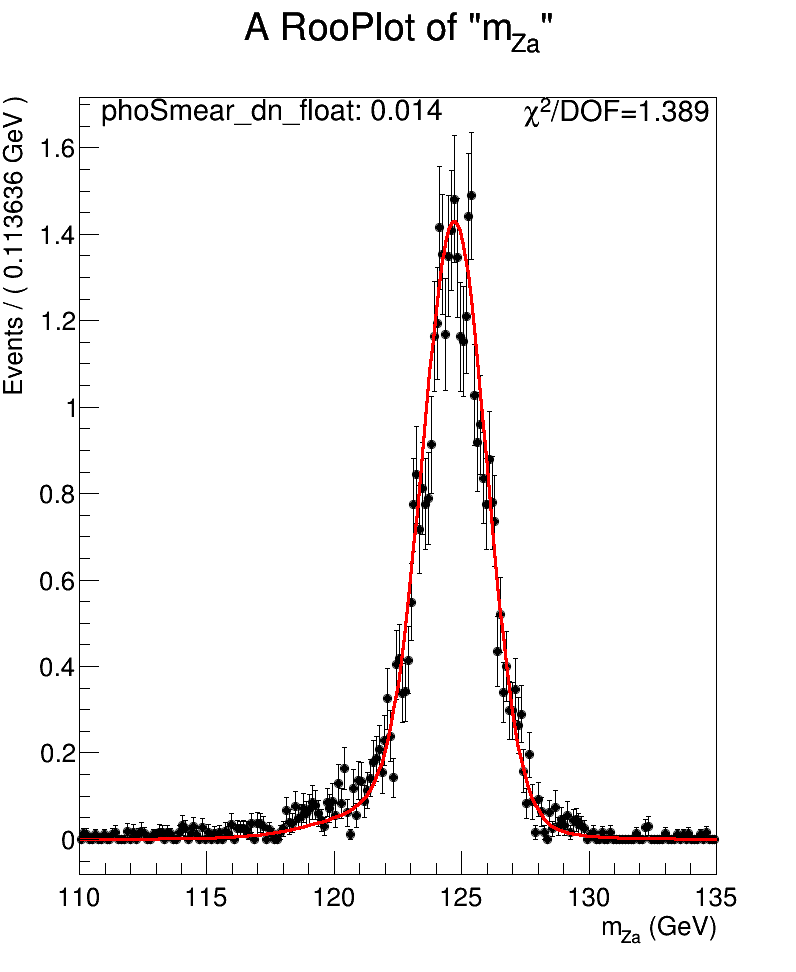 A RooPlot of "m_Za"
phoSmear_dn_float: 0.014 χ²/DOF=1.389
Events / ( 0.113636 GeV )
1.6
1.4
1.2
1
0.8
0.6
0.4
0.2
0
110 115 120 125 130 135
m_Za (GeV)